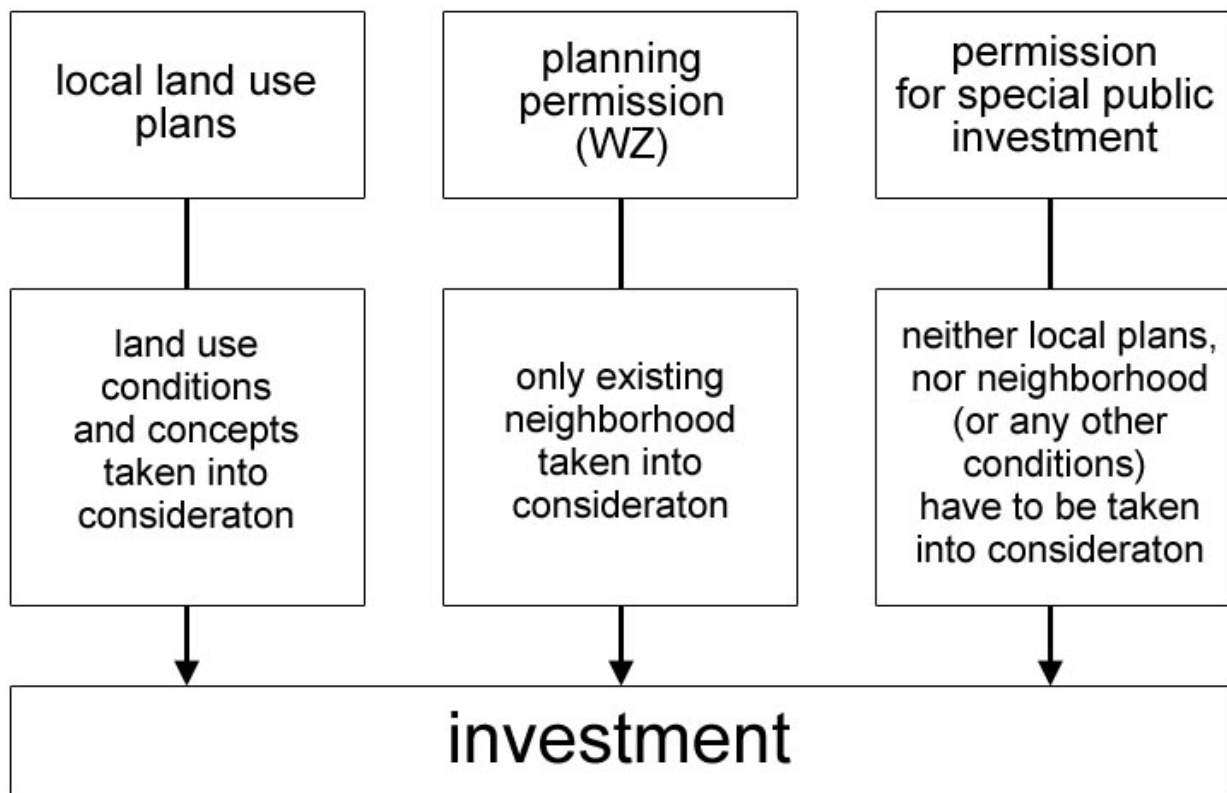 local land use
plans
planning
permission
(WZ)
permission
for special public
investment
land use
conditions
and concepts
taken into
consideraton
only existing
neighborhood
taken into
consideraton
neither local plans,
nor neighborhood
(or any other
conditions)
have to be taken
into consideraton
investment